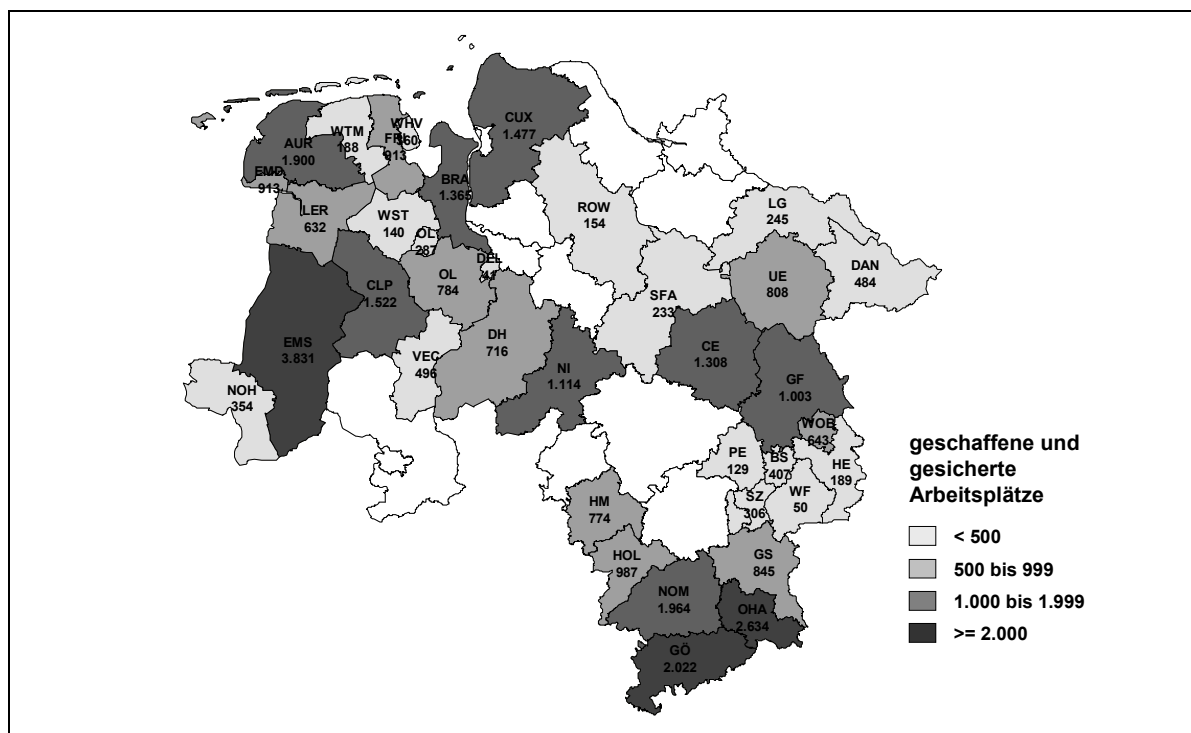 CUX
1.477
WHV
360
WTM
188
FRI
913
AUR
1.900
EMD
913
BRA
1.365
LER
632
WST
140
OL
287
DEL
41
ROW
154
LG
245
DAN
484
UE
808
OL
784
CLP
1.522
SFA
233
DH
716
EMS
3.831
VEC
496
NI
1.114
CE
1.308
GF
1.003
NOH
354
WOB
643
PE
129
BS
407
HE
189
SZ
306
WF
50
HM
774
HOL
987
GS
845
NOM
1.964
OHA
2.634
GÖ
2.022
geschaffene und
gesicherte
Arbeitsplätze
< 500
500 bis 999
1.000 bis 1.999
>= 2.000